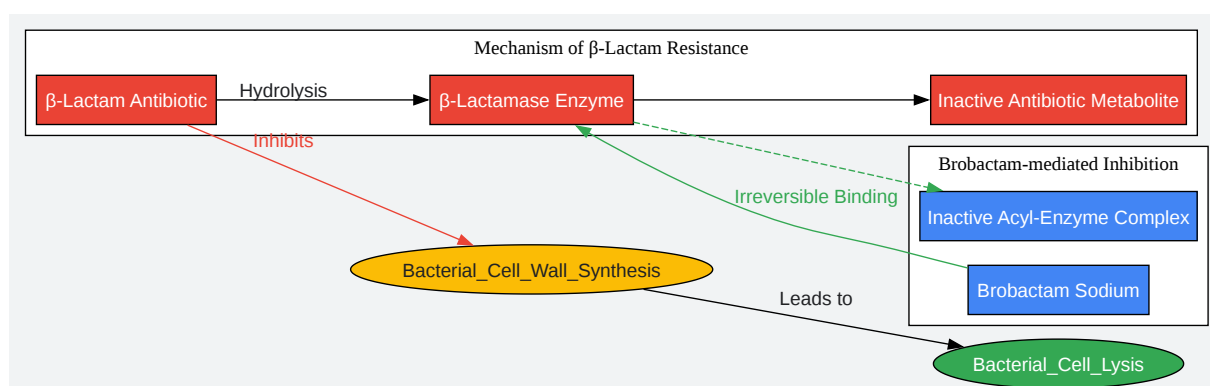 Mechanism of β-Lactam Resistance
β-Lactam Antibiotic
Hydrolysis
β-Lactamase Enzyme
Inactive Antibiotic Metabolite
Inhibits
Brobactam-mediated Inhibition
Irreversible Binding
Inactive Acyl-Enzyme Complex
Bacterial_Cell_Wall_Synthesis
Brobactam Sodium
Leads to
Bacterial_Cell_Lysis